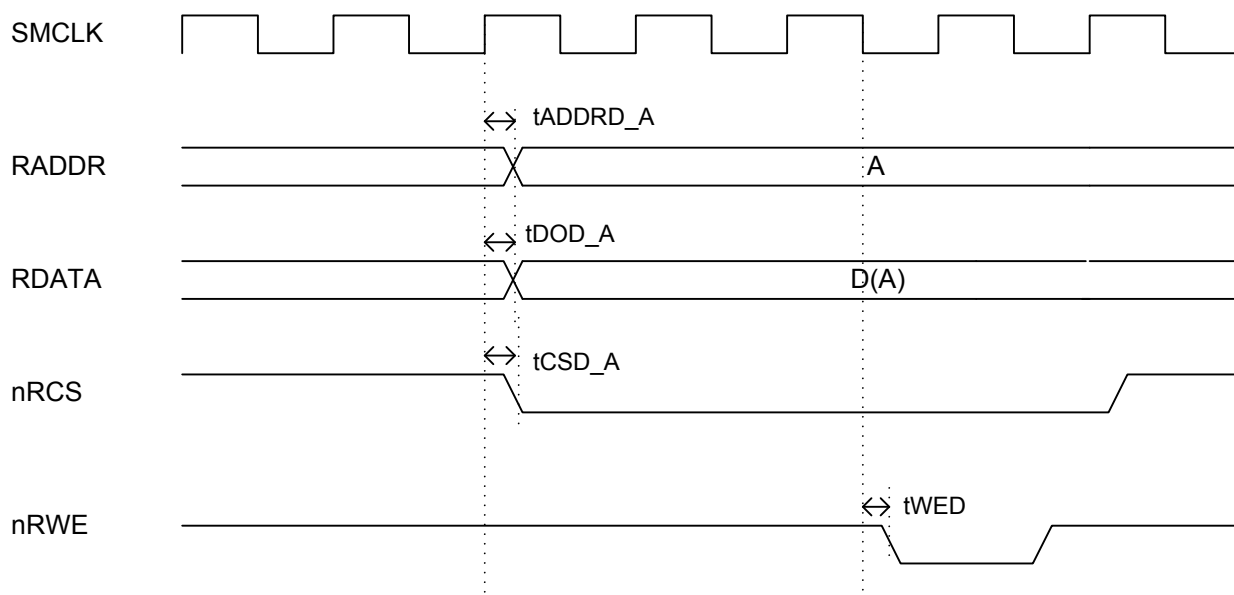 SMCLK
tADDRD_A
RADDR
A
tDOD_A
RDATA
D(A)
tCSD_A
nRCS
tWED
nRWE